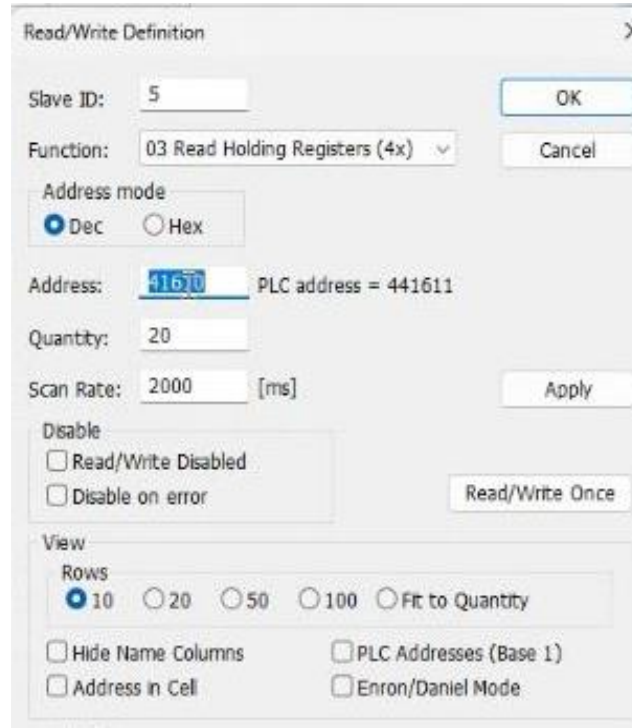 Read/Write Definition
Slave ID: 5
OK
Function: 03 Read Holding Registers (4x)
Cancel
Address mode
Dec Hex
Address: 41610 PLC address = 441611
Quantity: 20
Scan Rate: 2000 [ms]
Apply
Disable
Read/Write Disabled
Disable on error
Read/Write Once
View
Rows
10 20 50 100 Fit to Quantity
Hide Name Columns PLC Addresses (Base 1)
Address in Cell Enron/Daniel Mode